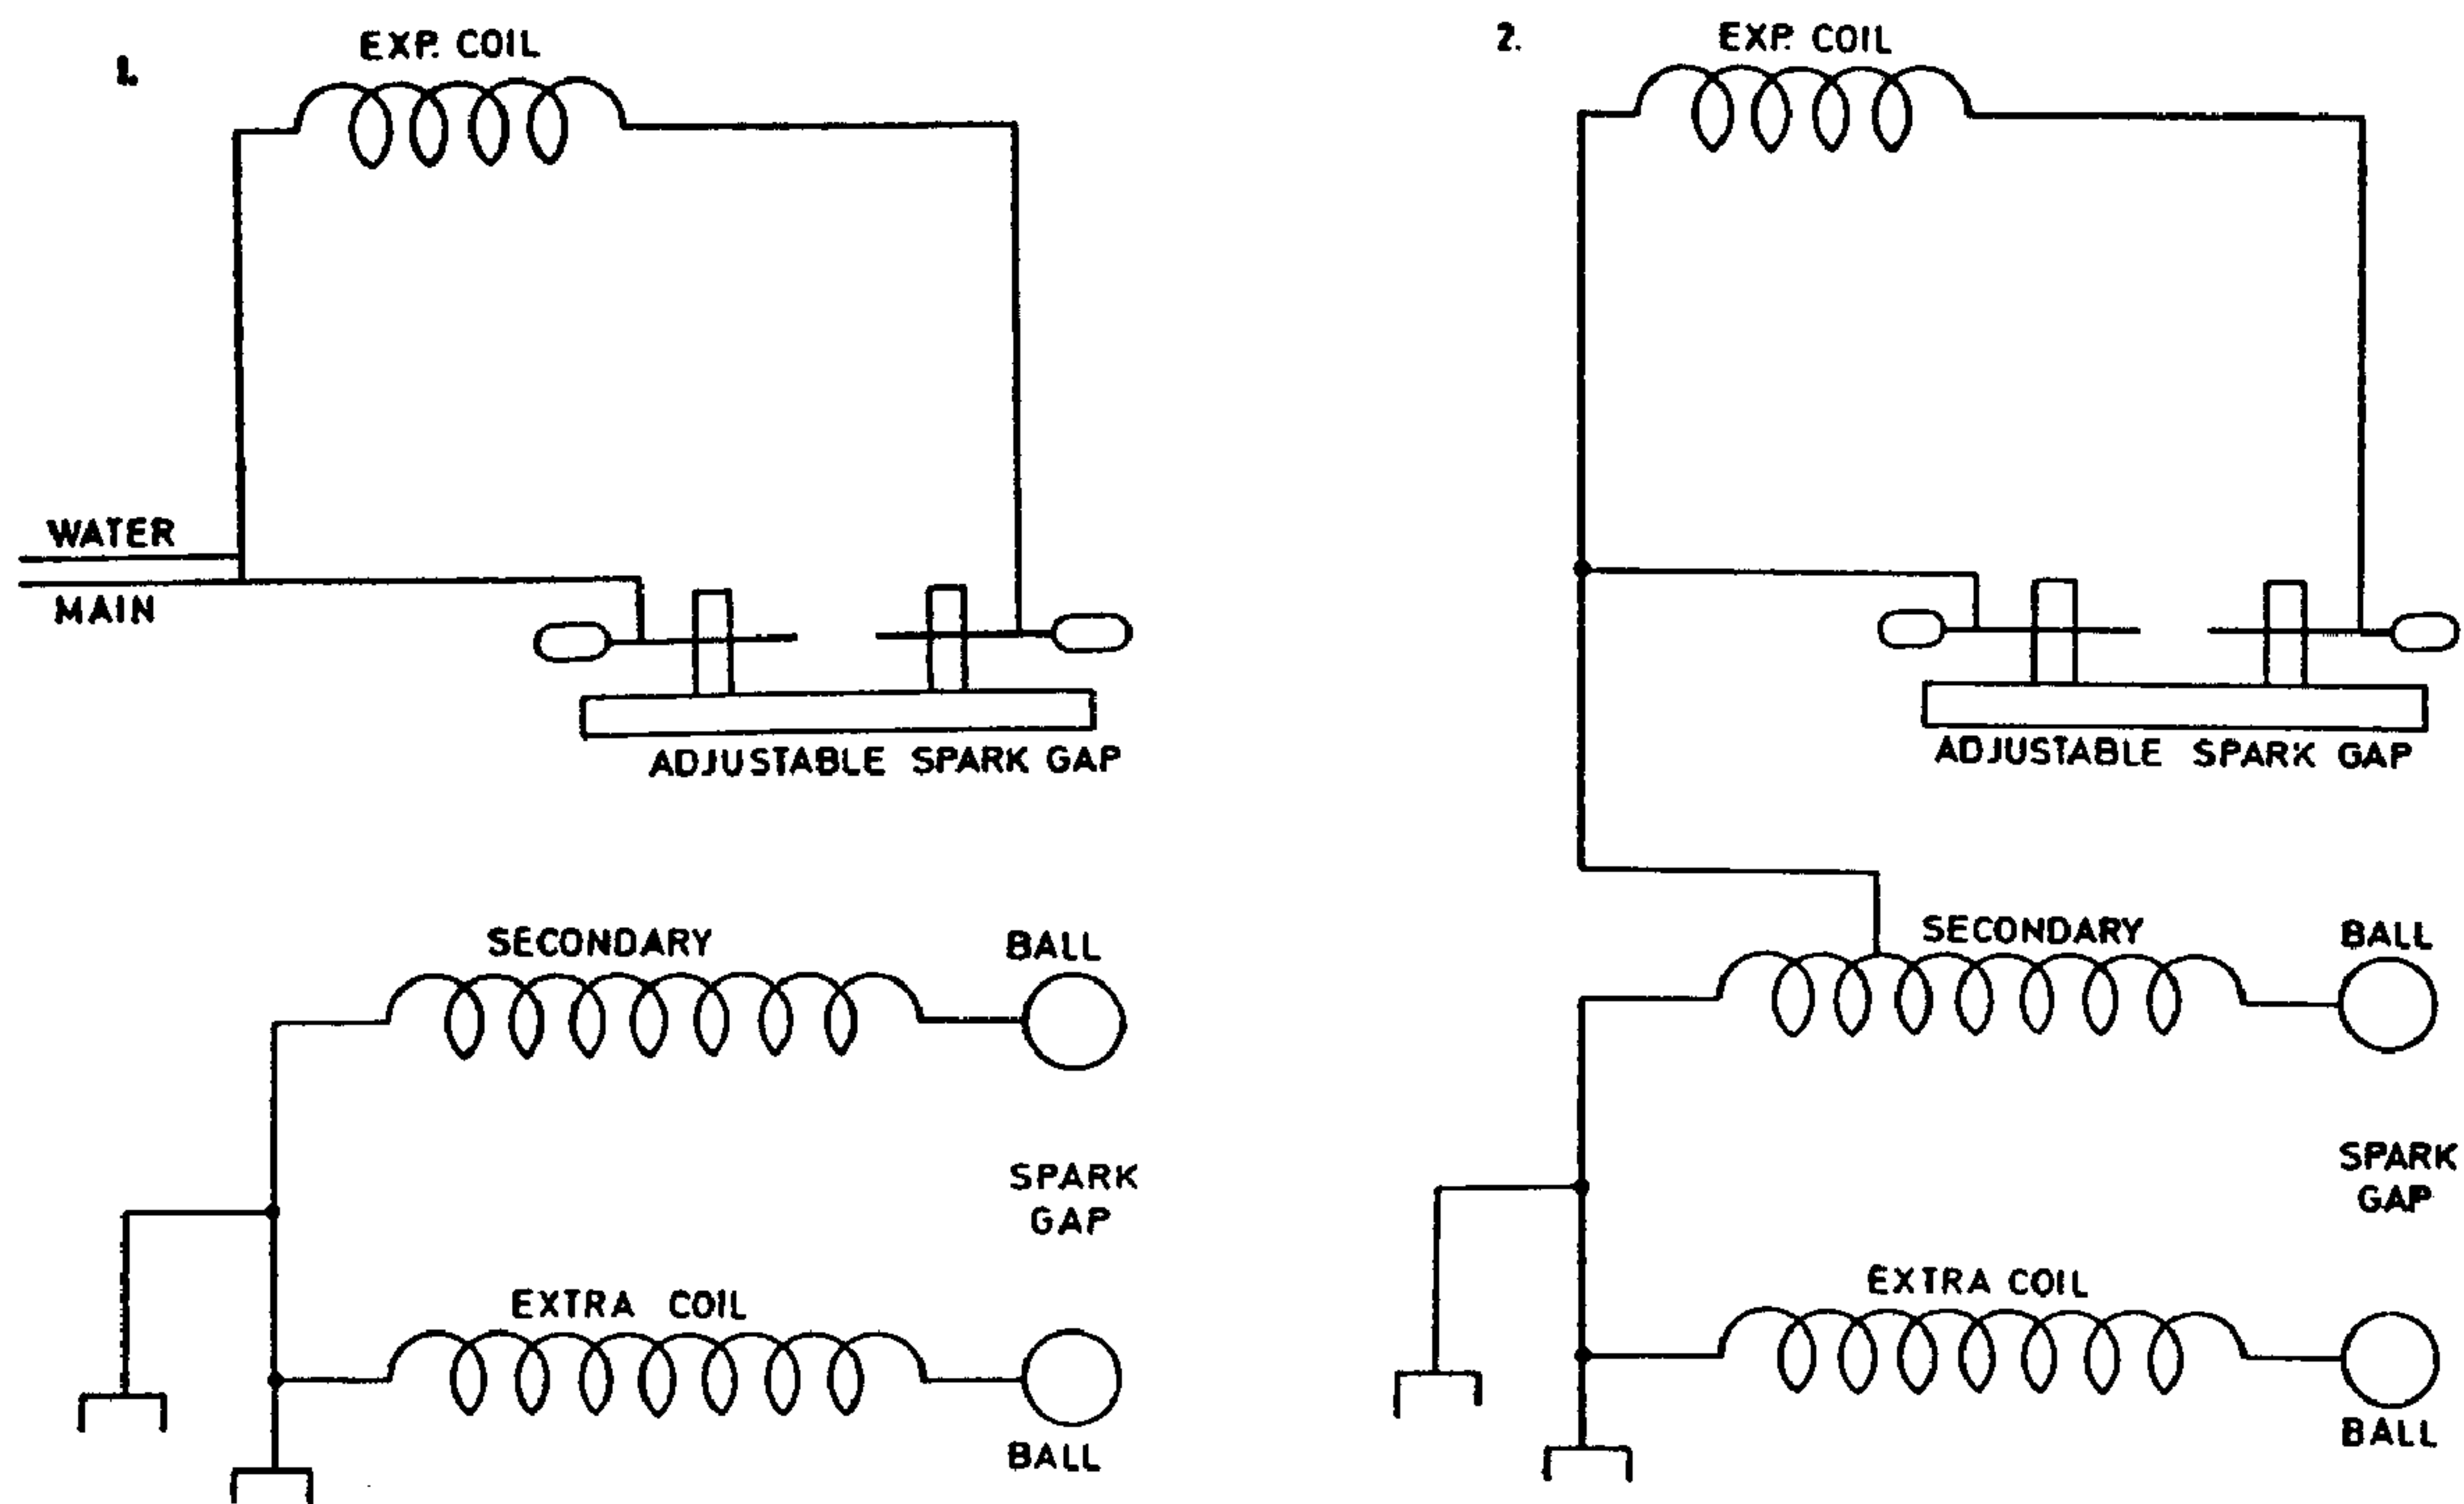 1.
EXP. COIL
WATER
MAIN
ADJUSTABLE SPARK GAP
SECONDARY
BALL
SPARK
GAP
EXTRA COIL
BALL
2.
EXP. COIL
ADJUSTABLE SPARK GAP
SECONDARY
BALL
SPARK
GAP
EXTRA COIL
BALL